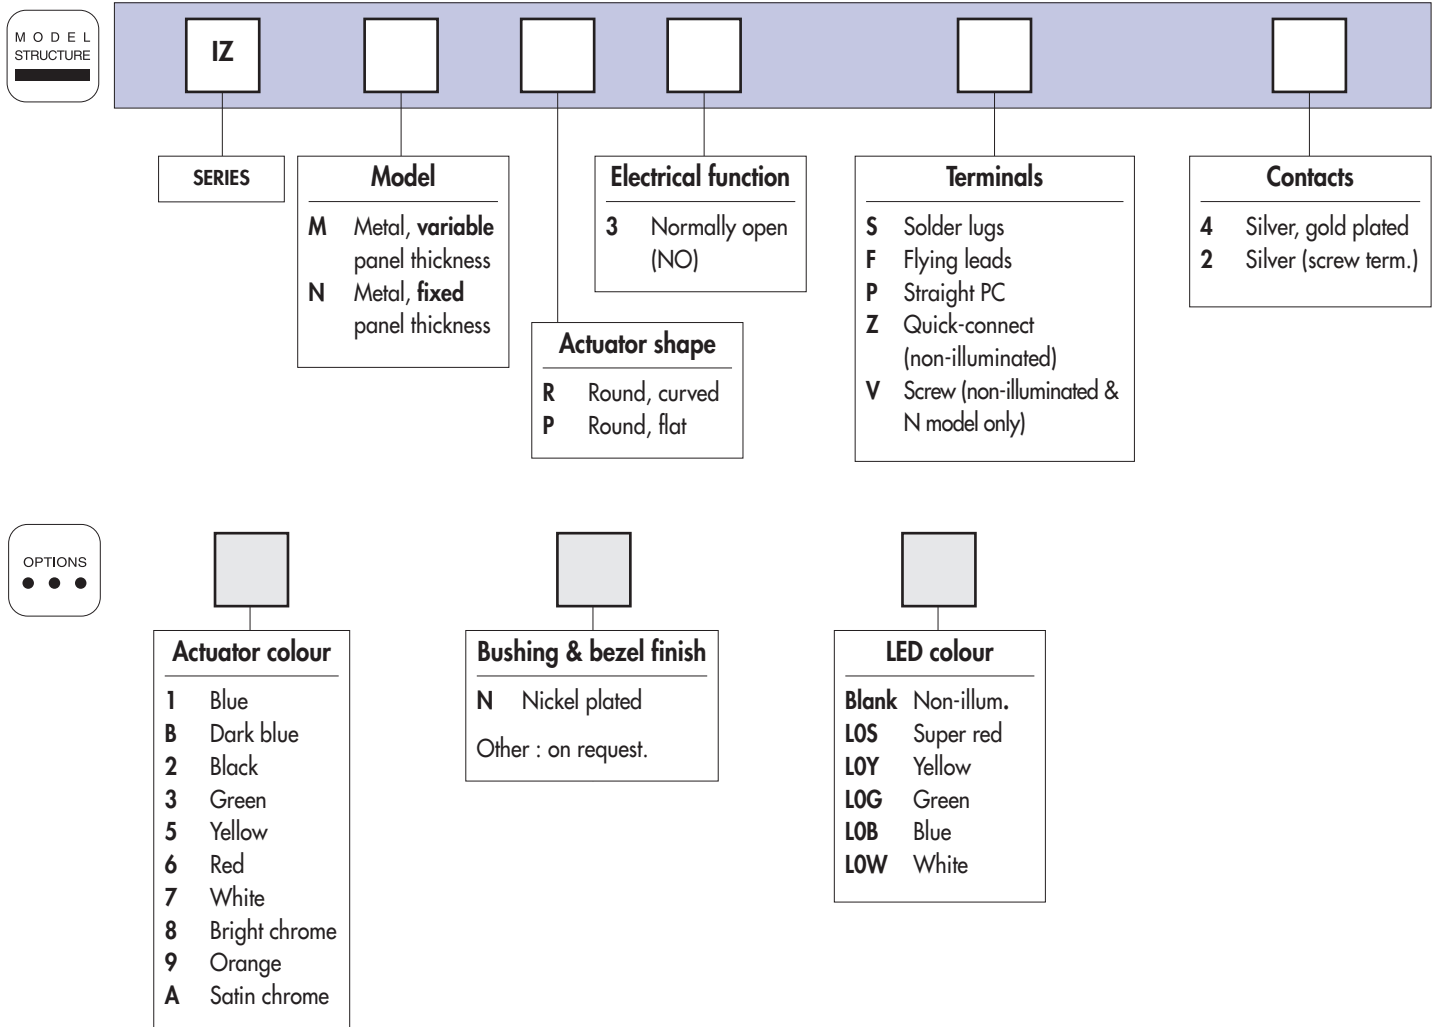 MODEL
STRUCTURE
IZ
SERIES
Model
M Metal, variable
panel thickness
N Metal, fixed
panel thickness
Actuator shape
R Round, curved
P Round, flat
Electrical function
3 Normally open
(NO)
Terminals
S Solder lugs
F Flying leads
P Straight PC
Z Quick-connect
(non-illuminated)
V Screw (non-illuminated &
N model only)
Contacts
4 Silver, gold plated
2 Silver (screw term.)
OPTIONS
Actuator colour
1 Blue
B Dark blue
2 Black
3 Green
5 Yellow
6 Red
7 White
8 Bright chrome
9 Orange
A Satin chrome
Bushing & bezel finish
N Nickel plated
Other : on request.
LED colour
Blank Non-illum.
L0S Super red
L0Y Yellow
L0G Green
L0B Blue
L0W White